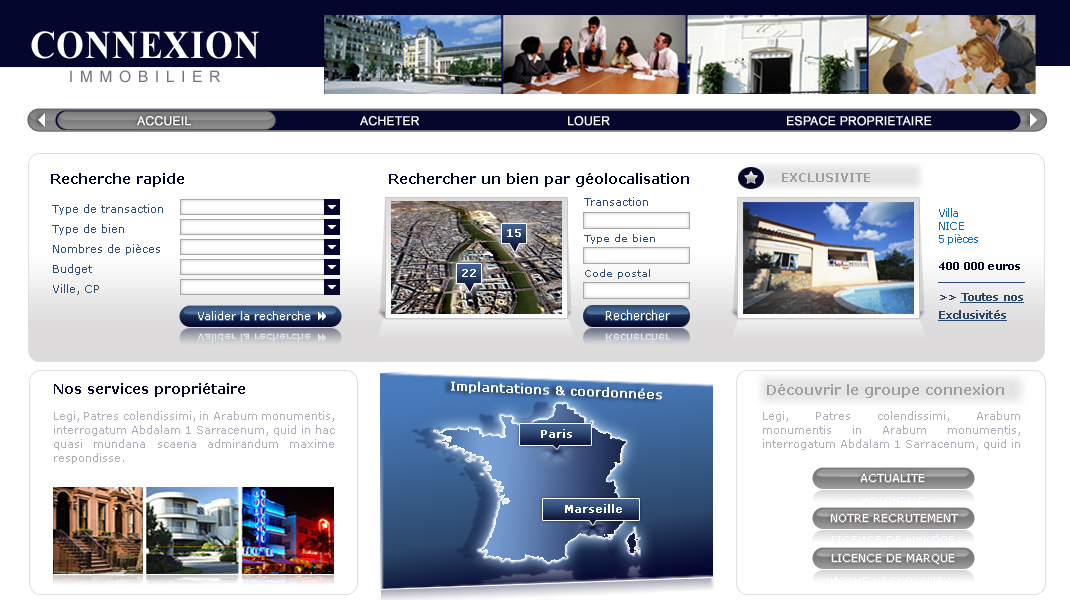 CONNEXION
IMMOBILIER
ACCUEIL
ACHETER
LOUER
ESPACE PROPRIETAIRE
Recherche rapide
Type de transaction
Type de bien
Nombres de pièces
Budget
Ville, CP
Valider la recherche
Rechercher un bien par géolocalisation
15
22
Transaction
Type de bien
Code postal
Rechercher
EXCLUSIVITE
Villa
NICE
5 pièces
400 000 euros
>> Toutes nos
Exclusivités
Nos services propriétaire
Legi, Patres colendissimi, in Arabum monumentis,
interrogatum Abdalam 1 Sarracenum, quid in hac
quasi mundana scaena admirandum maxime
respondisse.
Implantations & coordonnées
Paris
Marseille
Découvrir le groupe connexion
Legi, Patres colendissimi, Arabum
monumentis in Arabum monumentis,
interrogatum Abdalam 1 Sarracenum, quid in
ACTUALITE
NOTRE RECRUTEMENT
LICENCE DE MARQUE